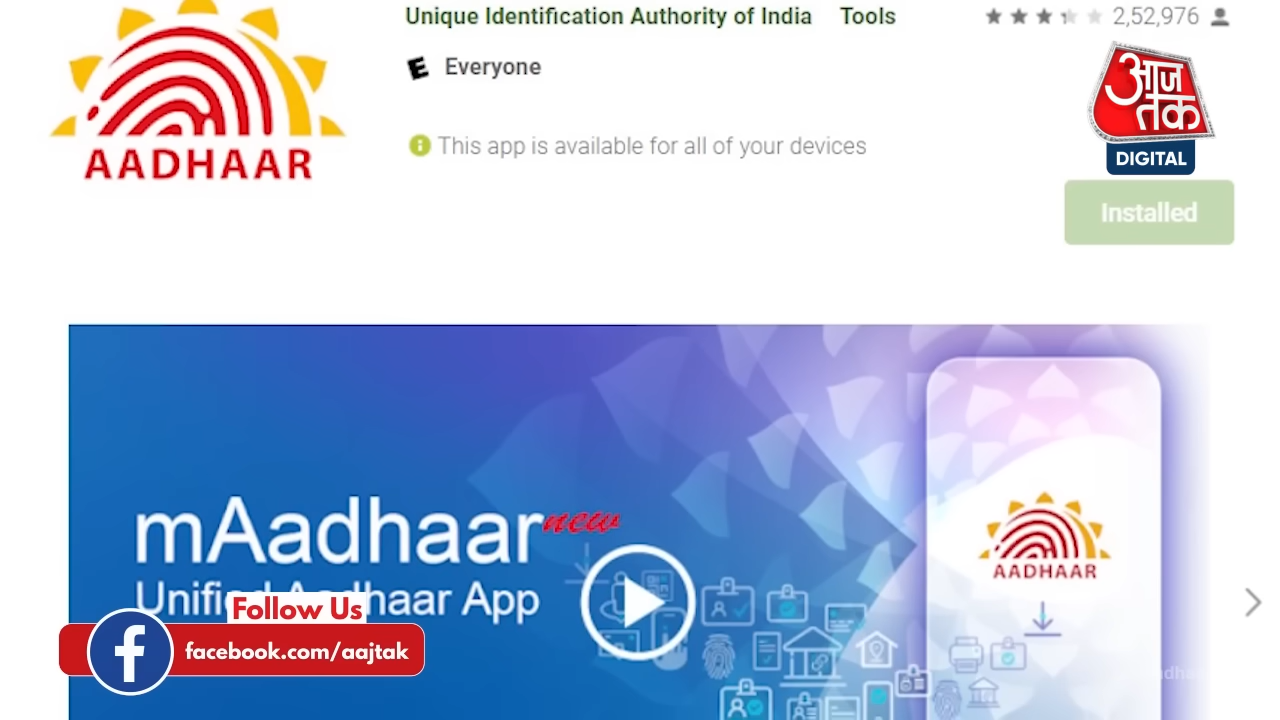 Unique Identification Authority of India Tools 2,52,976
E Everyone
आज तक
DIGITAL
This app is available for all of your devices
AADHAAR
Installed
mAadhaar new
Unified Aadhaar App
AADHAAR
Follow Us
facebook.com/aajtak